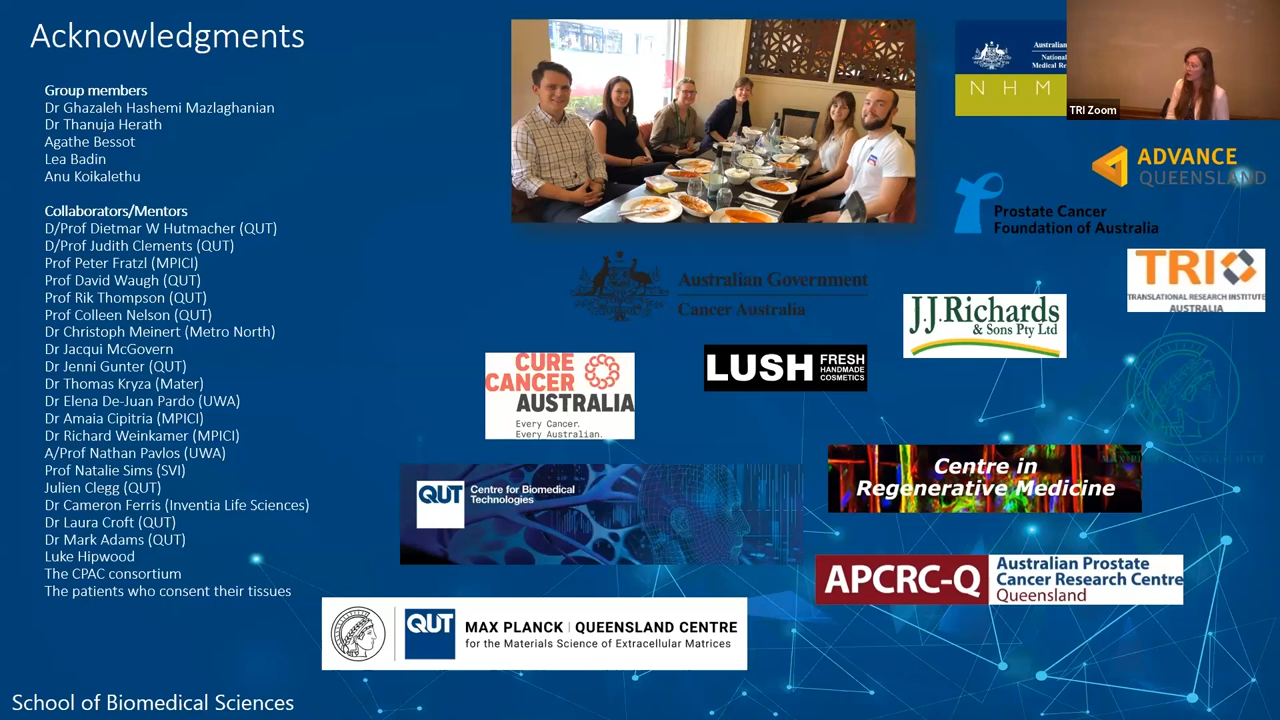 Acknowledgments
Group members
Dr Ghazaleh Hashemi Mazlaghanian
Dr Thanuja Herath
Agathe Bessot
Lea Badin
Anu Koikalethu
Collaborators/Mentors
D/Prof Dietmar W Hutmacher (QUT)
D/Prof Judith Clements (QUT)
Prof Peter Fratzl (MPICI)
Prof David Waugh (QUT)
Prof Rik Thompson (QUT)
Prof Colleen Nelson (QUT)
Dr Christoph Meinert (Metro North)
Dr Jacqui McGovern
Dr Jenni Gunter (QUT)
Dr Thomas Kryza (Mater)
Dr Elena De-Juan Pardo (UWA)
Dr Amaia Cipitria (MPICI)
Dr Richard Weinkamer (MPICI)
A/Prof Nathan Pavlos (UWA)
Prof Natalie Sims (SVI)
Julien Clegg (QUT)
Dr Cameron Ferris (Inventia Life Sciences)
Dr Laura Croft (QUT)
Dr Mark Adams (QUT)
Luke Hipwood
The CPAC consortium
The patients who consent their tissues
School of Biomedical Sciences
Australian
National
Medical Re
N H M
TRI Zoom
ADVANCE
QUEENSLAND
Prostate Cancer
Foundation of Australia
Australian Government
Cancer Australia
TRI
TRANSLATIONAL RESEARCH INSTITUTE
AUSTRALIA
J.J.Richards
& Sons Pty Ltd
LUSH FRESH
HANDMADE
COSMETICS
CURE
CANCER
AUSTRALIA
Every Cancer.
Every Australian.
QUT Centre for Biomedical
Technologies
Centre in
Regenerative Medicine
APCRC-Q Australian Prostate
Cancer Research Centre
Queensland
QUT MAX PLANCK | QUEENSLAND CENTRE
for the Materials Science of Extracellular Matrices